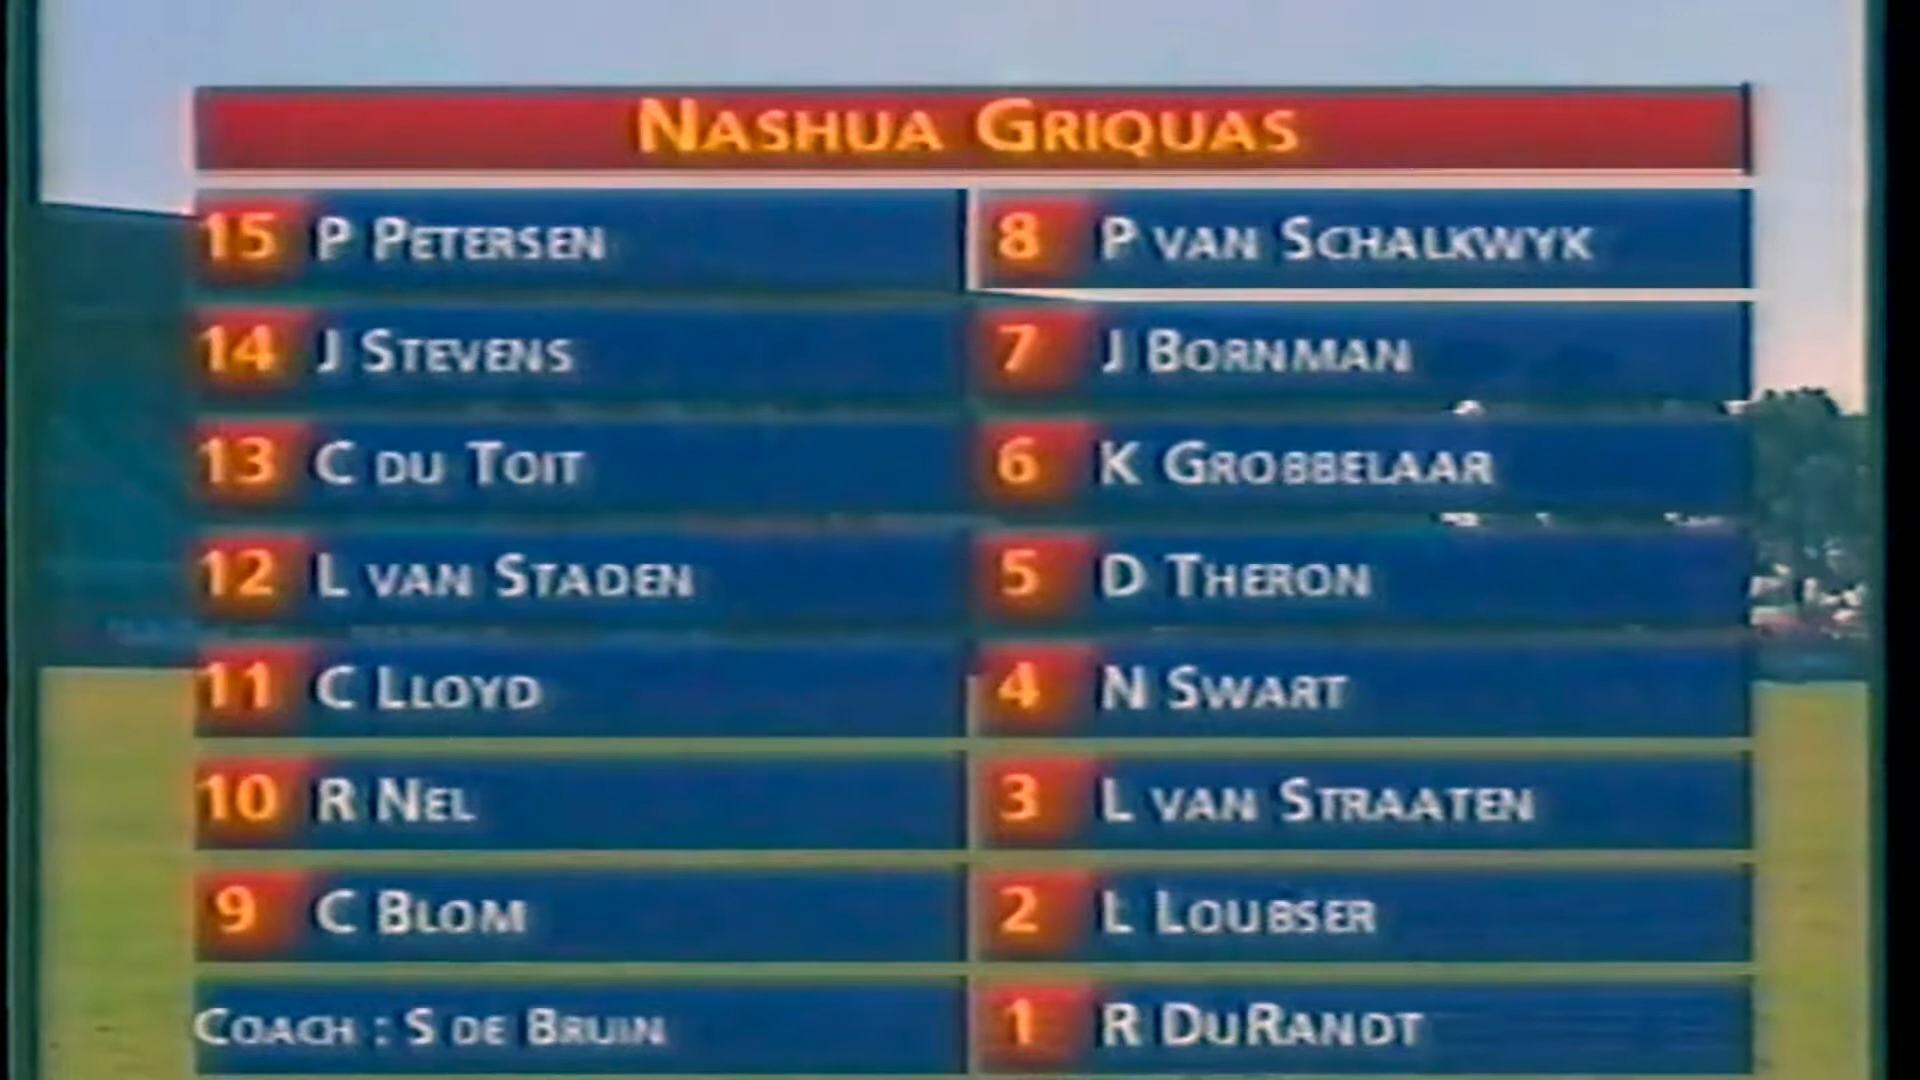 NASHUA GRIQUAS
15 P PETERSEN
14 J STEVENS
13 C DU TOIT
12 L VAN STADEN
11 C LLOYD
10 R NEL
9 C BLOM
COACH : S DE BRUIN
8 P VAN SCHALKWYK
7 J BORNMAN
6 K GROBBELAAR
5 D THERON
4 N SWART
3 L VAN STRAATEN
2 L LOUBSER
1 R DURANDT